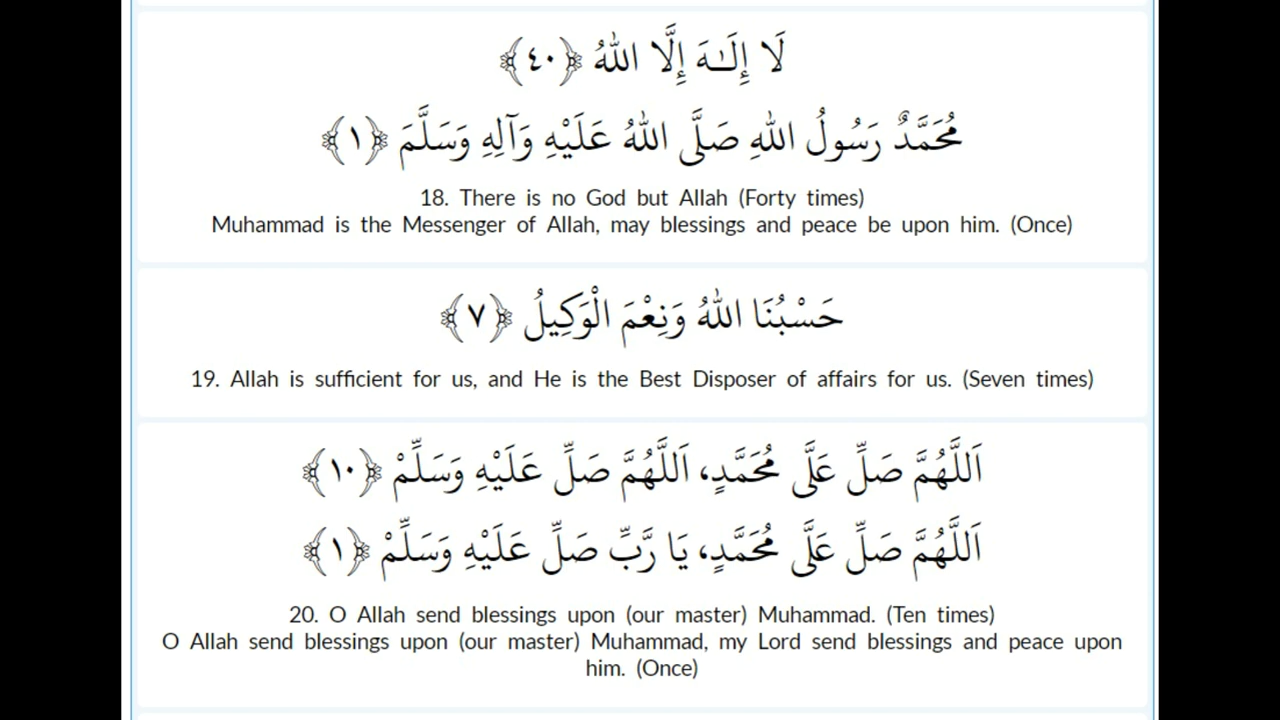 لَا إِلَـٰهَ إِلَّا اللهُ ﴿٤٠﴾
مُحَمَّدٌ رَسُولُ اللهِ صَلَّى اللهُ عَلَيْهِ وَآلِهِ وَسَلَّمَ ﴿١﴾
18. There is no God but Allah (Forty times)
Muhammad is the Messenger of Allah, may blessings and peace be upon him. (Once)
حَسْبُنَا اللهُ وَنِعْمَ الْوَكِيلُ ﴿٧﴾
19. Allah is sufficient for us, and He is the Best Disposer of affairs for us. (Seven times)
اَللَّهُمَّ صَلِّ عَلَّى مُحَمَّدٍ، اَللَّهُمَّ صَلِّ عَلَيْهِ وَسَلِّمْ ﴿١٠﴾
اَللَّهُمَّ صَلِّ عَلَّى مُحَمَّدٍ، يَا رَّبِّ صَلِّ عَلَيْهِ وَسَلِّمْ ﴿١﴾
20. O Allah send blessings upon (our master) Muhammad. (Ten times)
O Allah send blessings upon (our master) Muhammad, my Lord send blessings and peace upon
him. (Once)